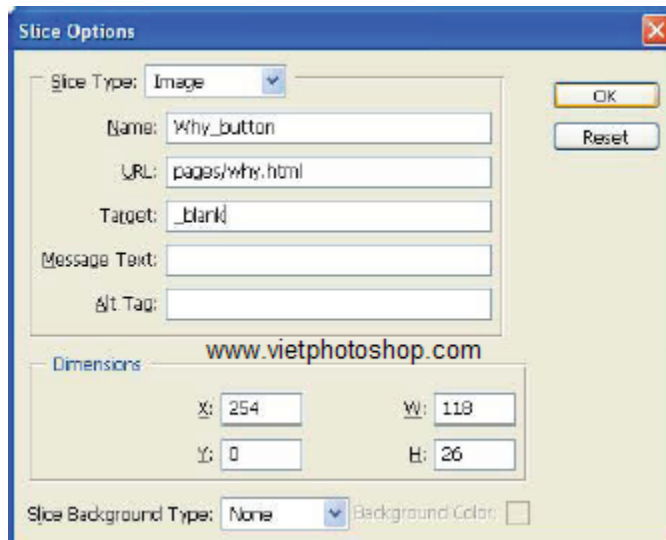 Slice Options
Slice Type: Image
OK
Name: Why_button
Reset
URL: pages/why.html
Target: _blank
Message Text:
Alt Tag:
www.vietphotoshop.com
Dimensions
X: 254 W: 118
Y: 0 H: 26
Slice Background Type: None Background Color: